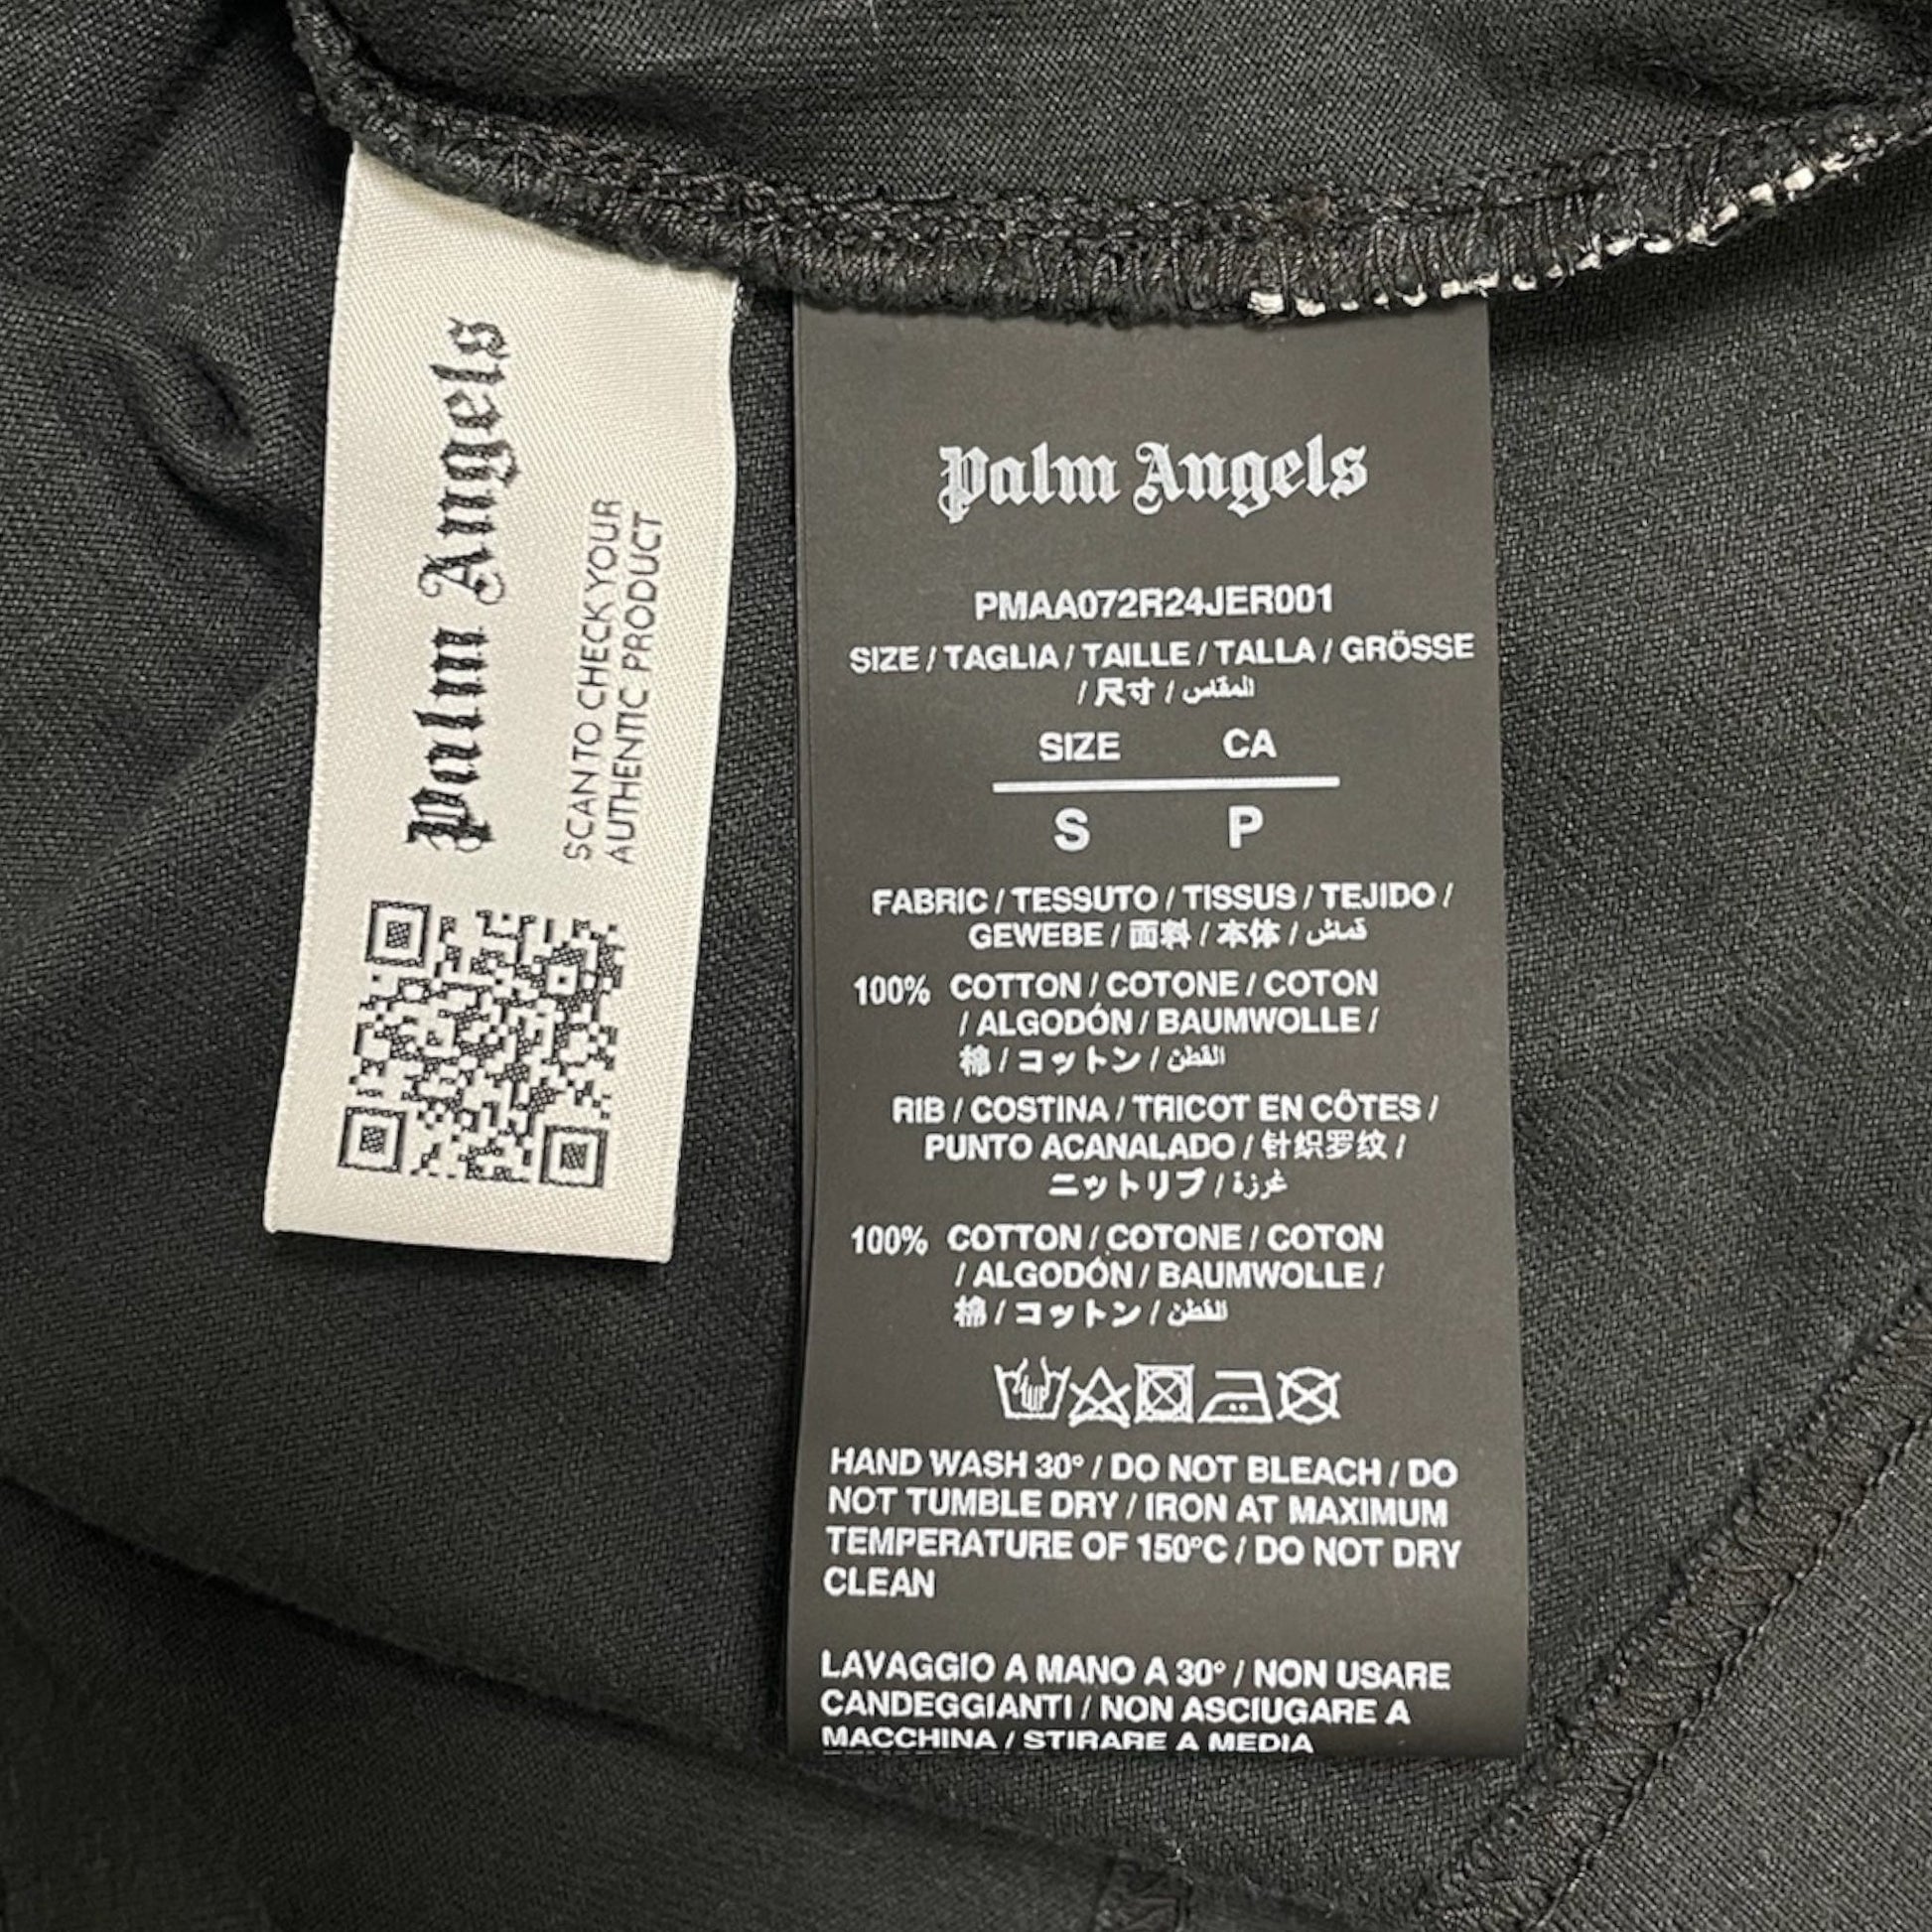 Palm Angels
SCAN TO CHECK YOUR
AUTHENTIC PRODUCT
Palm Angels
PMAA072R24JER001
SIZE / TAGLIA / TAILLE / TALLA / GRÖSSE
/ 尺寸 / المقاس
SIZE CA
S P
FABRIC / TESSUTO / TISSUS / TEJIDO /
GEWEBE / 面料 / 本体 / قماش
100% COTTON / COTONE / COTON
/ ALGODÓN / BAUMWOLLE /
棉 / コットン / القطن
RIB / COSTINA / TRICOT EN CÔTES /
PUNTO ACANALADO / 针织罗纹 /
ニットリブ / غرزة
100% COTTON / COTONE / COTON
/ ALGODÓN / BAUMWOLLE /
棉 / コットン / القطن
HAND WASH 30° / DO NOT BLEACH / DO
NOT TUMBLE DRY / IRON AT MAXIMUM
TEMPERATURE OF 150°C / DO NOT DRY
CLEAN
LAVAGGIO A MANO A 30° / NON USARE
CANDEGGIANTI / NON ASCIUGARE A
MACCHINA / STIRARE A MEDIA